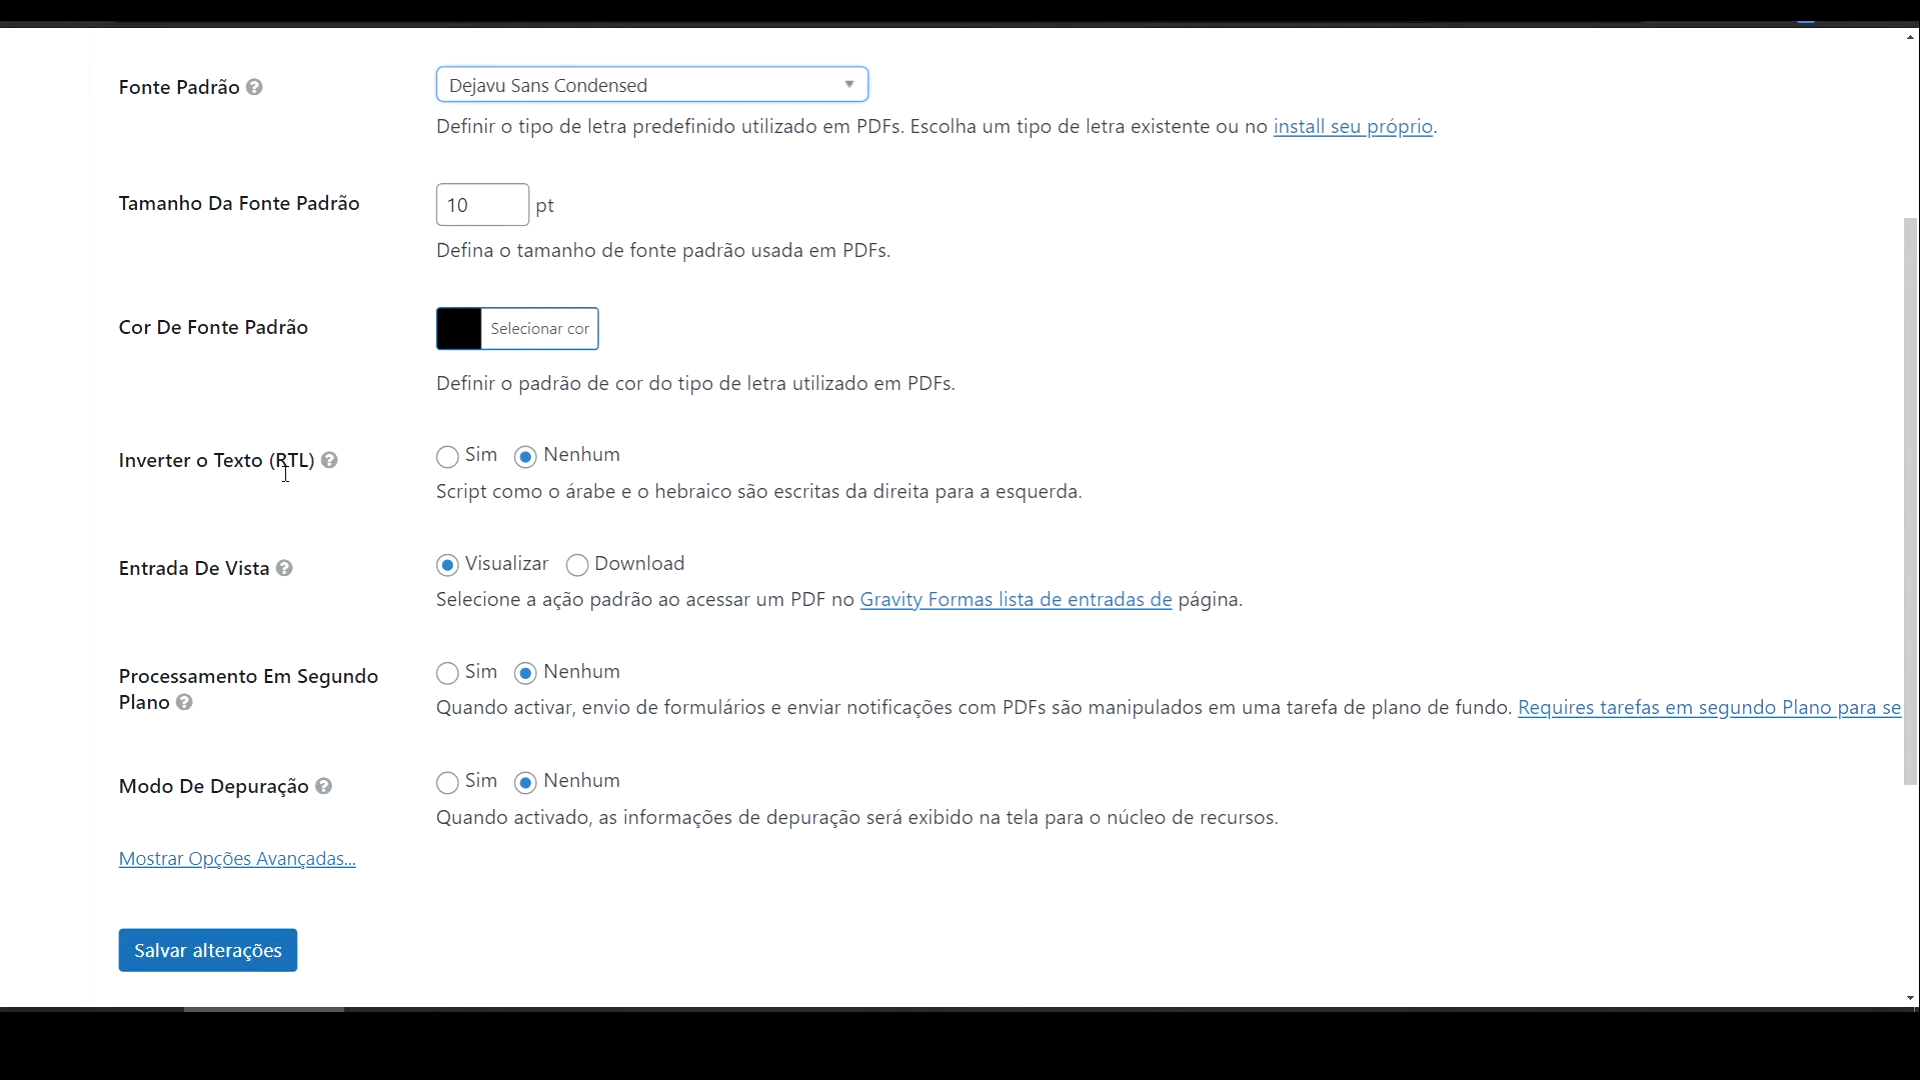 Fonte Padrão
Dejavu Sans Condensed
Definir o tipo de letra predefinido utilizado em PDFs. Escolha um tipo de letra existente ou no install seu próprio.
Tamanho Da Fonte Padrão
10 pt
Defina o tamanho de fonte padrão usada em PDFs.
Cor De Fonte Padrão
Selecionar cor
Definir o padrão de cor do tipo de letra utilizado em PDFs.
Inverter o Texto (RTL)
Sim Nenhum
Script como o árabe e o hebraico são escritas da direita para a esquerda.
Entrada De Vista
Visualizar Download
Selecione a ação padrão ao acessar um PDF no Gravity Formas lista de entradas de página.
Processamento Em Segundo
Plano
Sim Nenhum
Quando activar, envio de formulários e enviar notificações com PDFs são manipulados em uma tarefa de plano de fundo. Requires tarefas em segundo Plano para se
Modo De Depuração
Sim Nenhum
Quando activado, as informações de depuração será exibido na tela para o núcleo de recursos.
Mostrar Opções Avançadas...
Salvar alterações